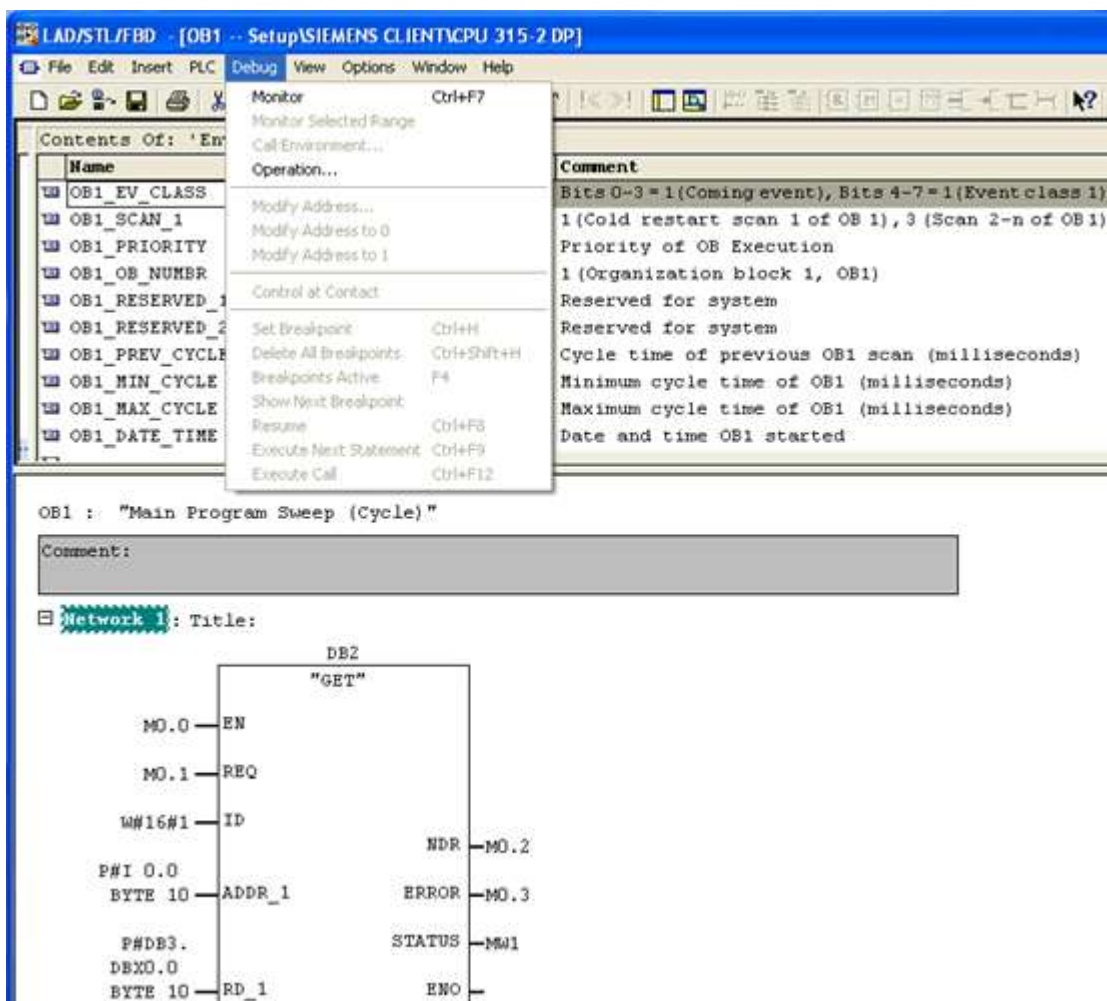 LAD/STL/FBD - [OB1 -- Setup\SIEMENS CLIENT\CPU 315-2 DP]
File Edit Insert PLC Debug View Options Window Help
Monitor Ctrl+F7
Monitor Selected Range
Call Environment...
Operation...
Modify Address...
Modify Address to 0
Modify Address to 1
Control at Contact
Set Breakpoint Ctrl+H
Delete All Breakpoints Ctrl+Shift+H
Breakpoints Active F4
Show Next Breakpoint
Resume Ctrl+F8
Execute Next Statement Ctrl+F9
Execute Call Ctrl+F12
Contents Of: 'En
Name Comment
OB1_EV_CLASS Bits 0-3 = 1(Coming event), Bits 4-7 = 1(Event class 1)
OB1_SCAN_1 1(Cold restart scan 1 of OB 1), 3 (Scan 2-n of OB 1)
OB1_PRIORITY Priority of OB Execution
OB1_OB_NUMBR 1 (Organization block 1, OB1)
OB1_RESERVED_1 Reserved for system
OB1_RESERVED_2 Reserved for system
OB1_PREV_CYCLE Cycle time of previous OB1 scan (milliseconds)
OB1_MIN_CYCLE Minimum cycle time of OB1 (milliseconds)
OB1_MAX_CYCLE Maximum cycle time of OB1 (milliseconds)
OB1_DATE_TIME Date and time OB1 started
OB1 : "Main Program Sweep (Cycle)"
Comment:
Network 1: Title:
DB2
"GET"
M0.0 EN
M0.1 REQ
W#16#1 ID
NDR M0.2
P#I 0.0
BYTE 10 ADDR_1 ERROR M0.3
P#DB3. STATUS MW1
DBX0.0
BYTE 10 RD_1 ENO